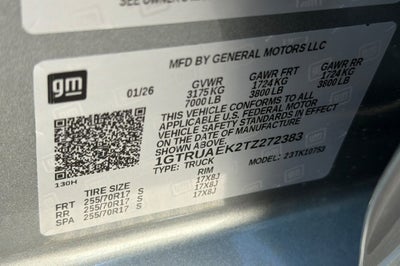 SEE OWNER'S
gm
MFD BY GENERAL MOTORS LLC
01/26
GVWR GAWR FRT GAWR RR
3175 KG 1724 KG 1724 KG
7000 LB 3800 LB 3800 LB
THIS VEHICLE CONFORMS TO ALL
APPLICABLE U.S. FEDERAL MOTOR
VEHICLE SAFETY STANDARDS IN EFFECT
ON THE DATE OF MANUFACTURE
SHOWN ABOVE.
1GTRUAEK2TZ272383
TYPE: TRUCK MODEL: 23TK10753
130H
TIRE SIZE RIM
FRT 255/70R17 S 17X8J
RR 255/70R17 S 17X8J
SPA 255/70R17 S 17X8J